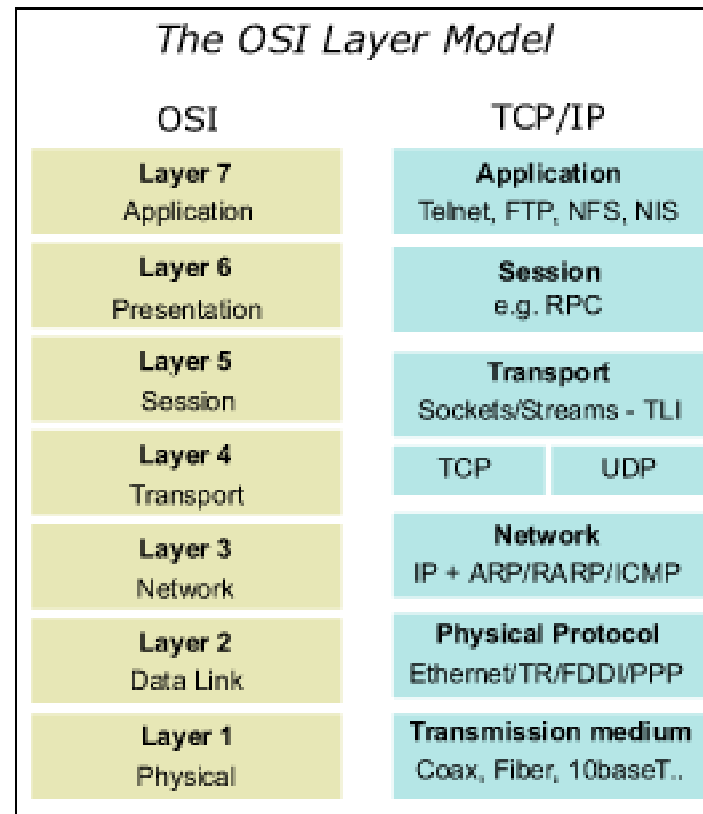 The OSI Layer Model
OSI
Layer 7
Application
Layer 6
Presentation
Layer 5
Session
Layer 4
Transport
Layer 3
Network
Layer 2
Data Link
Layer 1
Physical
TCP/IP
Application
Telnet, FTP, NFS, NIS
Session
e.g. RPC
Transport
Sockets/Streams - TLI
TCP
UDP
Network
IP + ARP/RARP/ICMP
Physical Protocol
Ethernet/TR/FDDI/PPP
Transmission medium
Coax, Fiber, 10baseT..